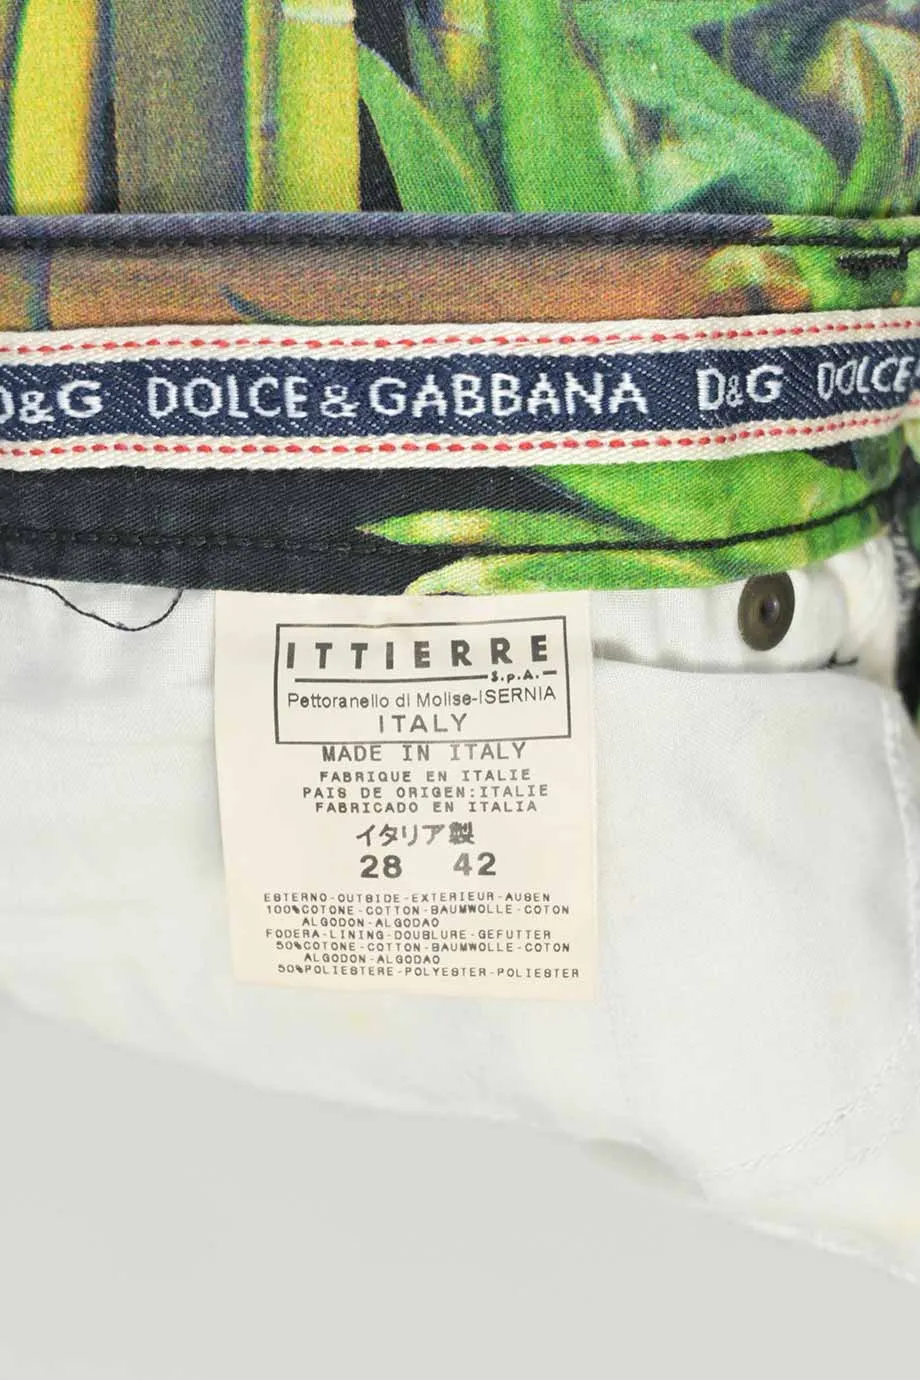 D&G DOLCE & GABBANA D&G DOLCE
ITTIERRE
S.p.A.
Pettoranello di Molise-ISERNIA
ITALY
MADE IN ITALY
FABRIQUE EN ITALIE
PAIS DE ORIGEN:ITALIE
FABRICADO EN ITALIA
イタリア製
28 42
ESTERNO-OUTSIDE-EXTERIEUR-AUSEN
100%COTONE-COTTON-BAUMWOLLE-COTON
ALGODON-ALGODAO
FODERA-LINING-DOUBLURE-GEFUTTER
50%COTONE-COTTON-BAUMWOLLE-COTON
ALGODON-ALGODAO
50%POLIESTERE-POLYESTER-POLIESTER